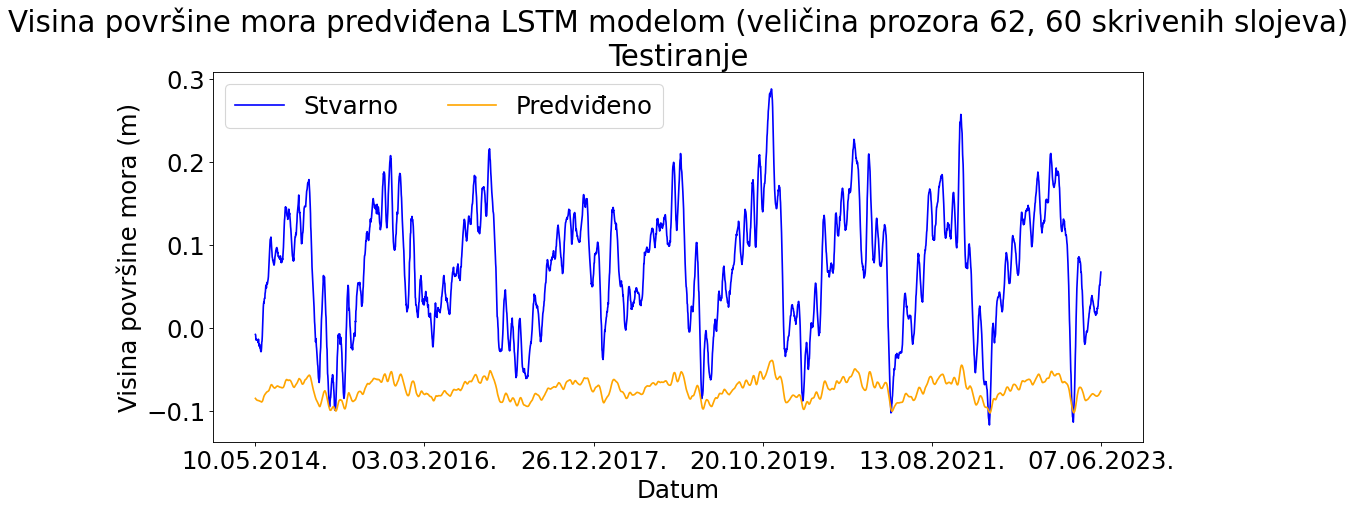 Visina površine mora predviđena LSTM modelom (veličina prozora 62, 60 skrivenih slojeva)
Testiranje
Stvarno Predviđeno
Visina površine mora (m)
0.3
0.2
0.1
0.0
−0.1
10.05.2014. 03.03.2016. 26.12.2017. 20.10.2019. 13.08.2021. 07.06.2023.
Datum